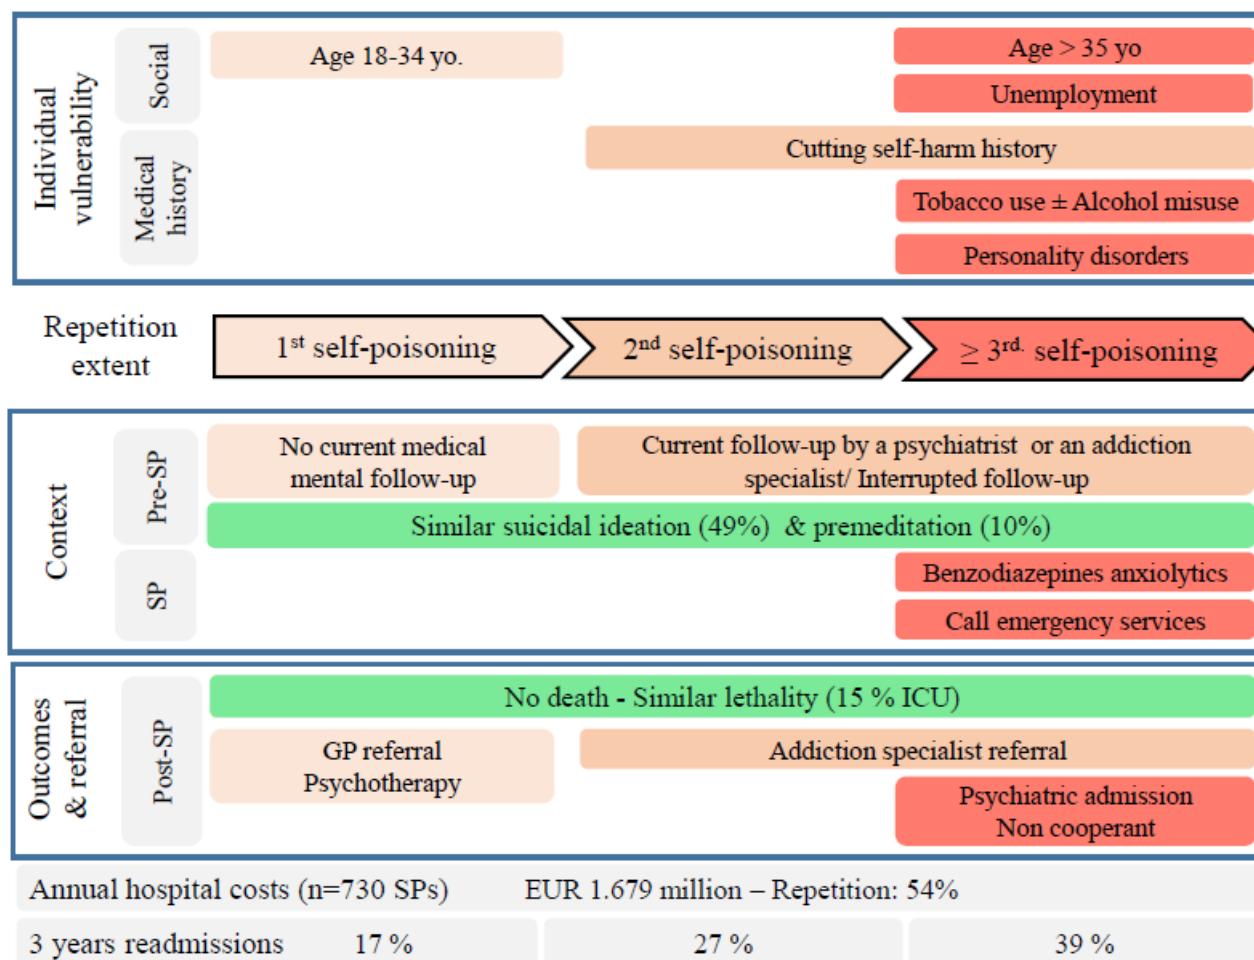 Individual
vulnerability
Social
Age 18-34 yo.
Age > 35 yo
Unemployment
Medical
history
Cutting self-harm history
Tobacco use ± Alcohol misuse
Personality disorders
Repetition
extent
1st self-poisoning
2nd self-poisoning
≥ 3rd. self-poisoning
Context
Pre-SP
No current medical
mental follow-up
Current follow-up by a psychiatrist or an addiction
specialist/ Interrupted follow-up
Similar suicidal ideation (49%) & premeditation (10%)
SP
Benzodiazepines anxiolytics
Call emergency services
Outcomes
& referral
Post-SP
No death - Similar lethality (15 % ICU)
GP referral
Psychotherapy
Addiction specialist referral
Psychiatric admission
Non cooperant
Annual hospital costs (n=730 SPs) EUR 1.679 million – Repetition: 54%
3 years readmissions 17 % 27 % 39 %